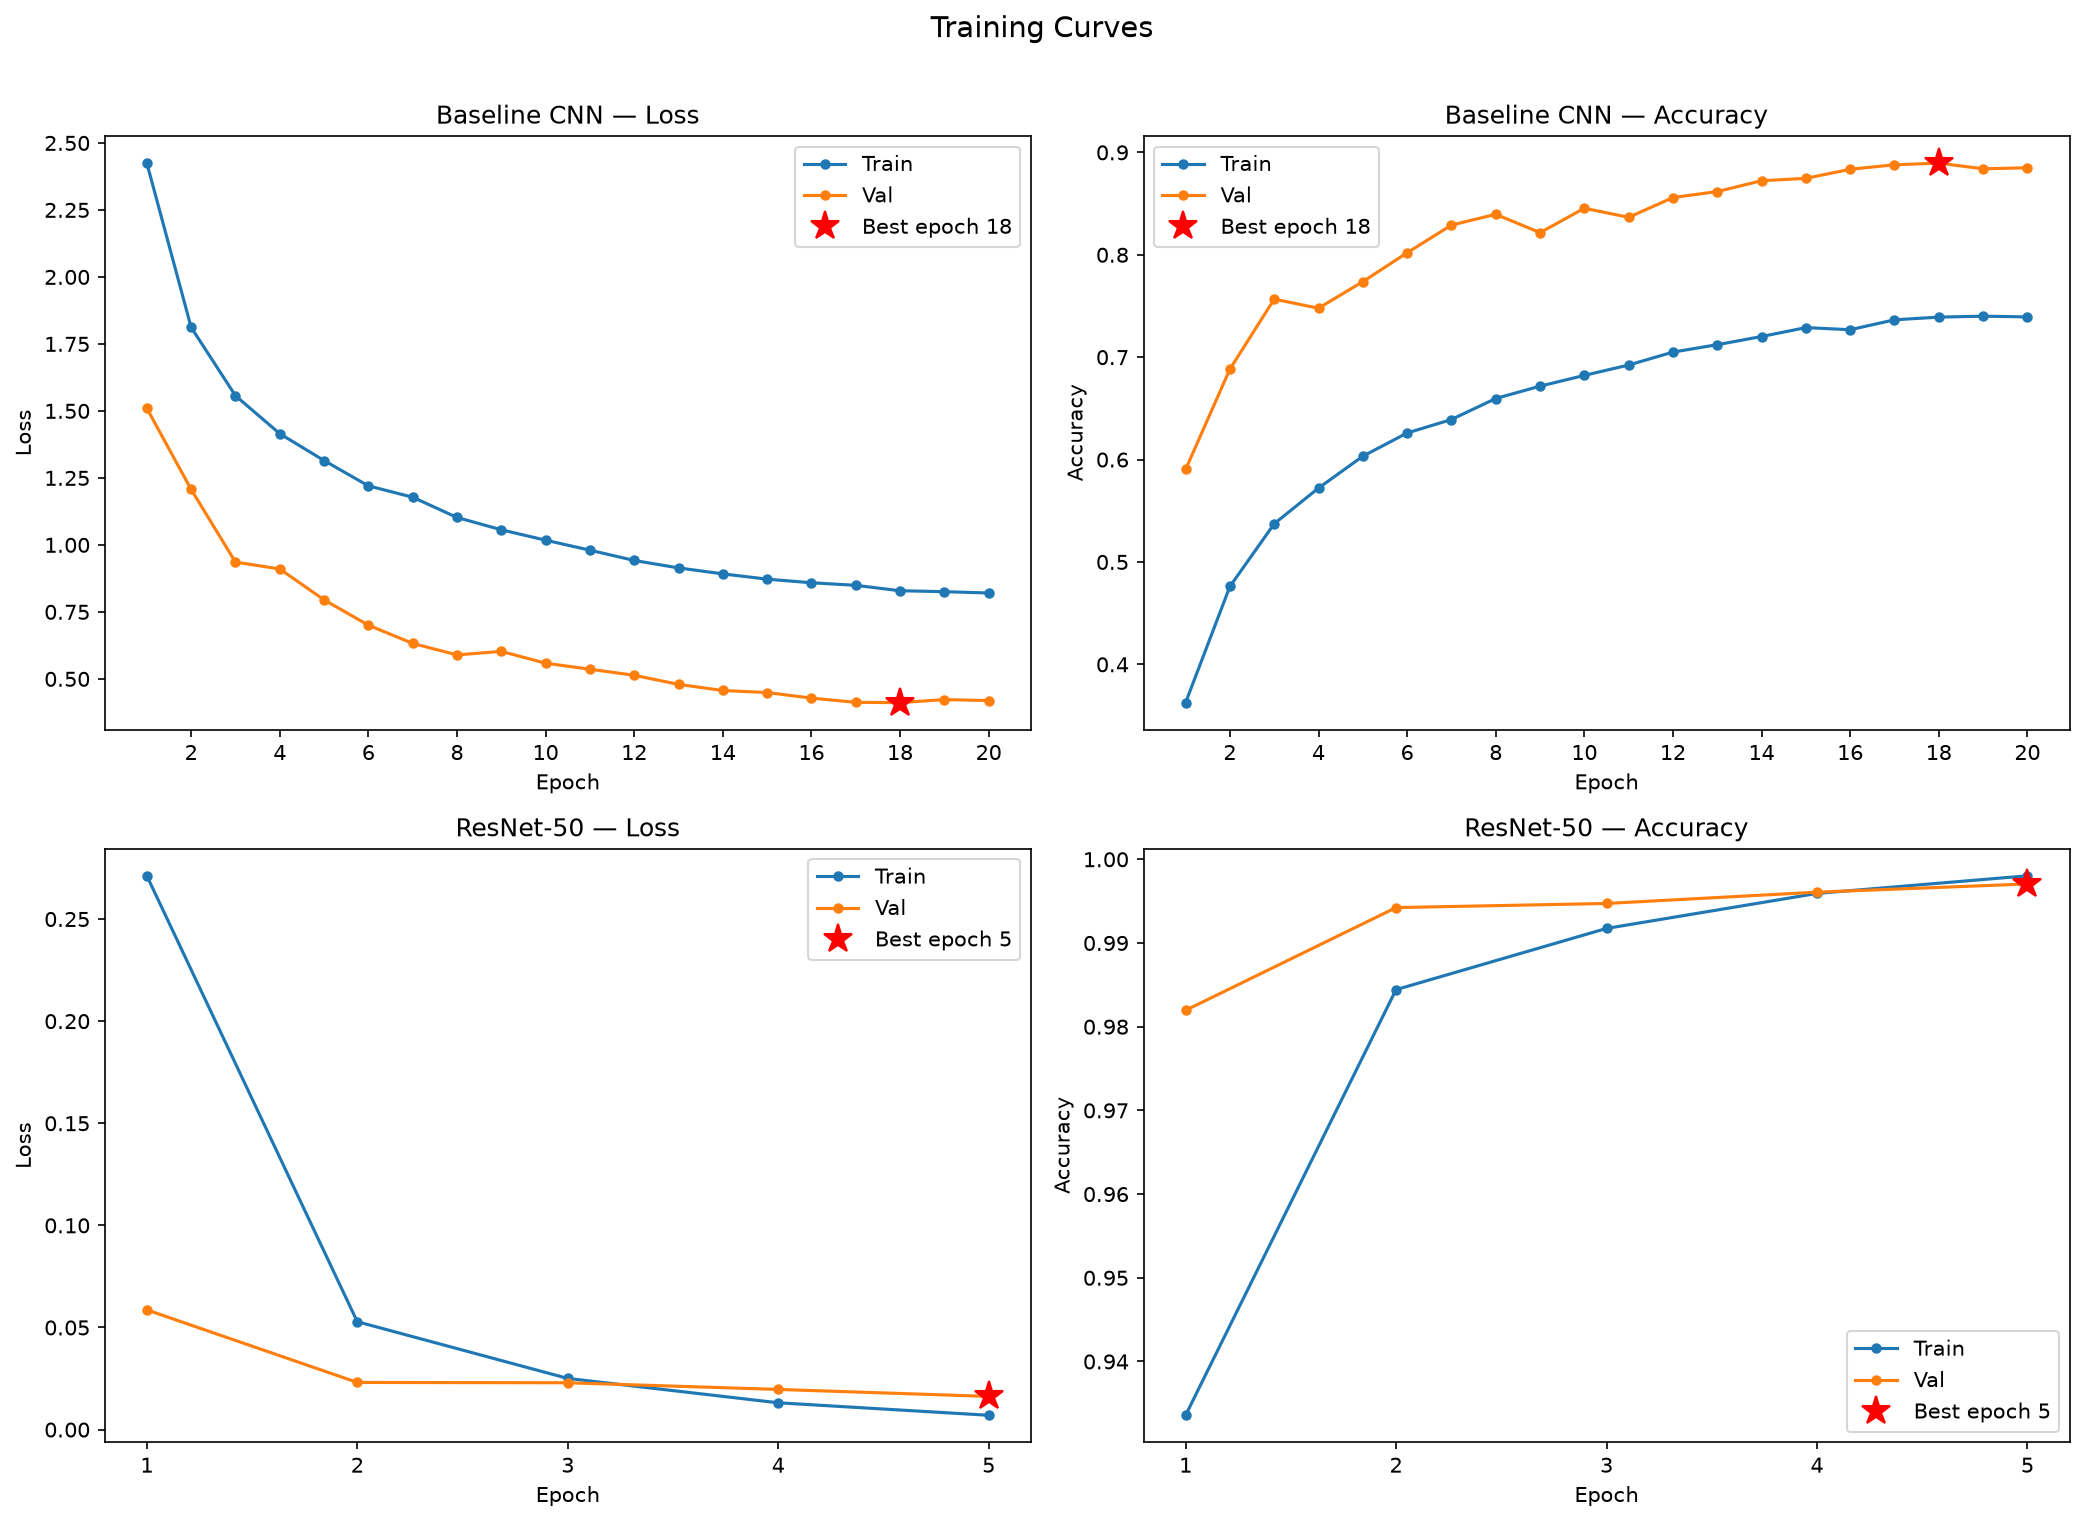 Training Curves
Baseline CNN — Loss
2.50
2.25
2.00
1.75
1.50
1.25
1.00
0.75
0.50
Loss
Train
Val
Best epoch 18
2 4 6 8 10 12 14 16 18 20
Epoch
Baseline CNN — Accuracy
0.9
0.8
0.7
0.6
0.5
0.4
Accuracy
Train
Val
Best epoch 18
2 4 6 8 10 12 14 16 18 20
Epoch
ResNet-50 — Loss
0.25
0.20
0.15
0.10
0.05
0.00
Loss
Train
Val
Best epoch 5
1 2 3 4 5
Epoch
ResNet-50 — Accuracy
1.00
0.99
0.98
0.97
0.96
0.95
0.94
Accuracy
Train
Val
Best epoch 5
1 2 3 4 5
Epoch